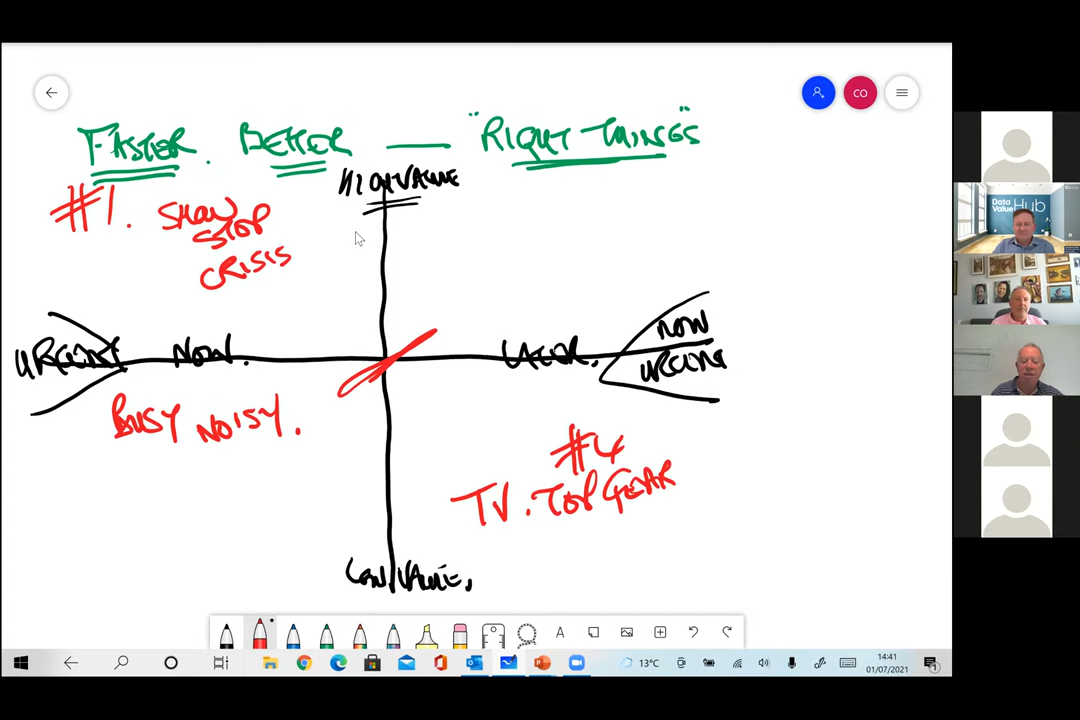 FASTER. BETTER — "RIGHT THINGS"
CO
HIGH VALUE
#1. SHOW
STOP
CRISIS
Data
Value Hub
URGENT NOW. LATER. NOW
URGENT
BUSY NOISY.
#4
TV. TOP GEAR
LOW VALUE.
A
13°C
14:41
01/07/2021